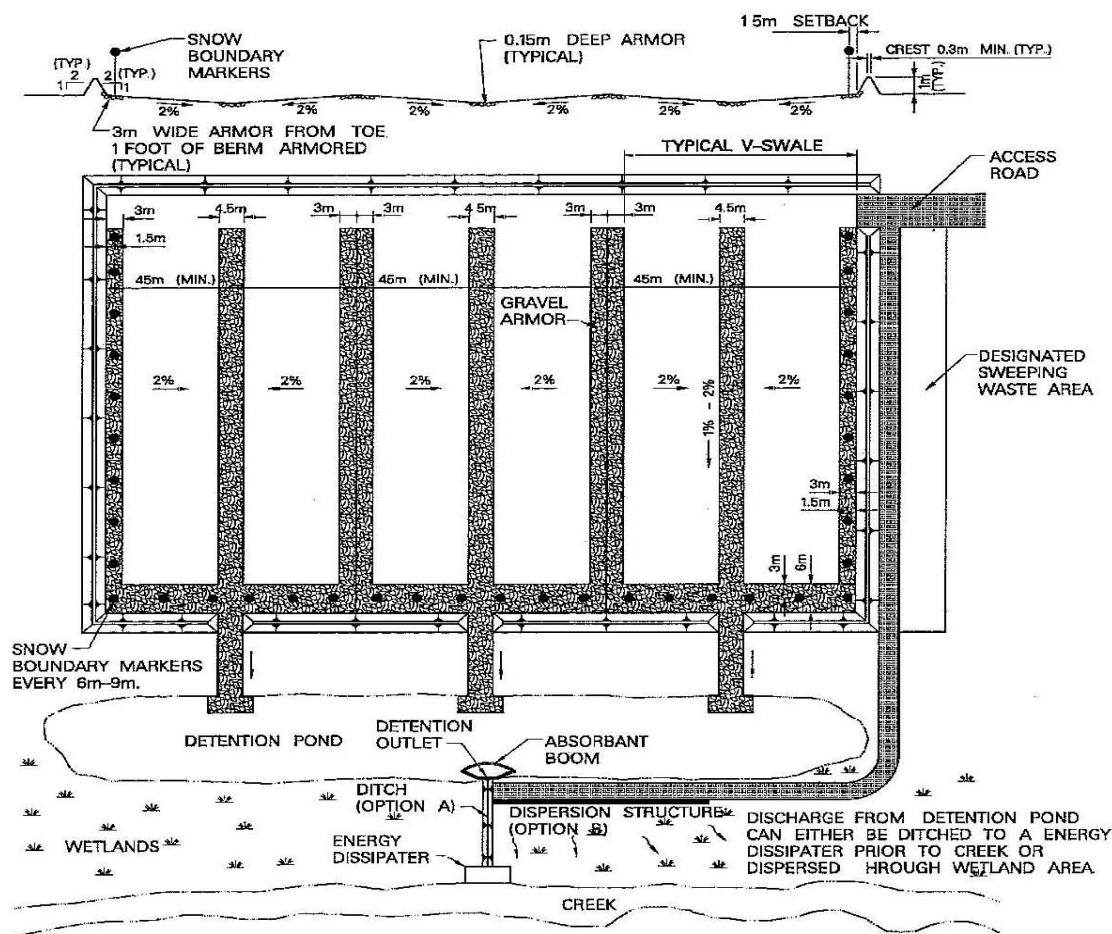 15m SETBACK
SNOW
BOUNDARY
MARKERS
0.15m DEEP ARMOR
(TYPICAL)
CREST 0.3m MIN. (TYP.)
(TYP.)
2
1
2
(TYP.)
1
1m
(TYP.)
2%
2%
2%
2%
2%
2%
3m WIDE ARMOR FROM TOE.
1 FOOT OF BERM ARMORED
(TYPICAL)
TYPICAL V-SWALE
ACCESS
ROAD
3m
4.5m
3m
3m
4.5m
3m
3m
4.5m
1.5m
45m (MIN.)
45m (MIN.)
45m (MIN.)
GRAVEL
ARMOR
DESIGNATED
SWEEPING
WASTE AREA
2%
2%
2%
2%
2%
2%
1% - 2%
3m
1.5m
3m
6m
SNOW
BOUNDARY MARKERS
EVERY 6m-9m.
DETENTION POND
DETENTION
OUTLET
ABSORBANT
BOOM
DITCH
(OPTION A)
DISPERSION STRUCTURE
(OPTION B)
WETLANDS
ENERGY
DISSIPATER
DISCHARGE FROM DETENTION POND
CAN EITHER BE DITCHED TO A ENERGY
DISSIPATER PRIOR TO CREEK OR
DISPERSED HROUGH WETLAND AREA
CREEK